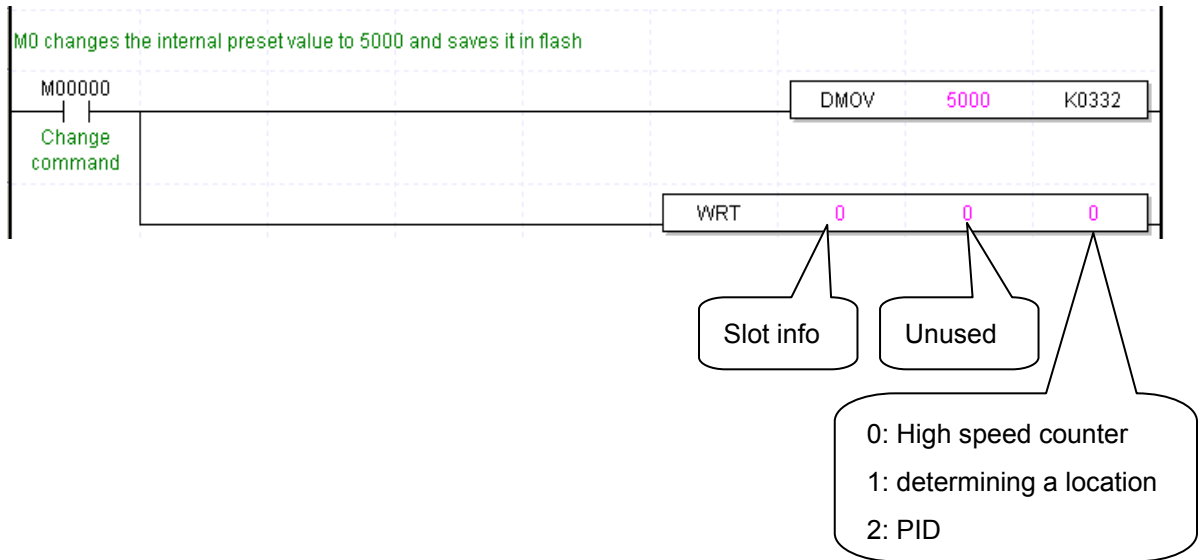 M0 changes the internal preset value to 5000 and saves it in flash
M00000
DMOV 5000 K0332
Change
command
WRT 0 0 0
Slot info
Unused
0: High speed counter
1: determining a location
2: PID